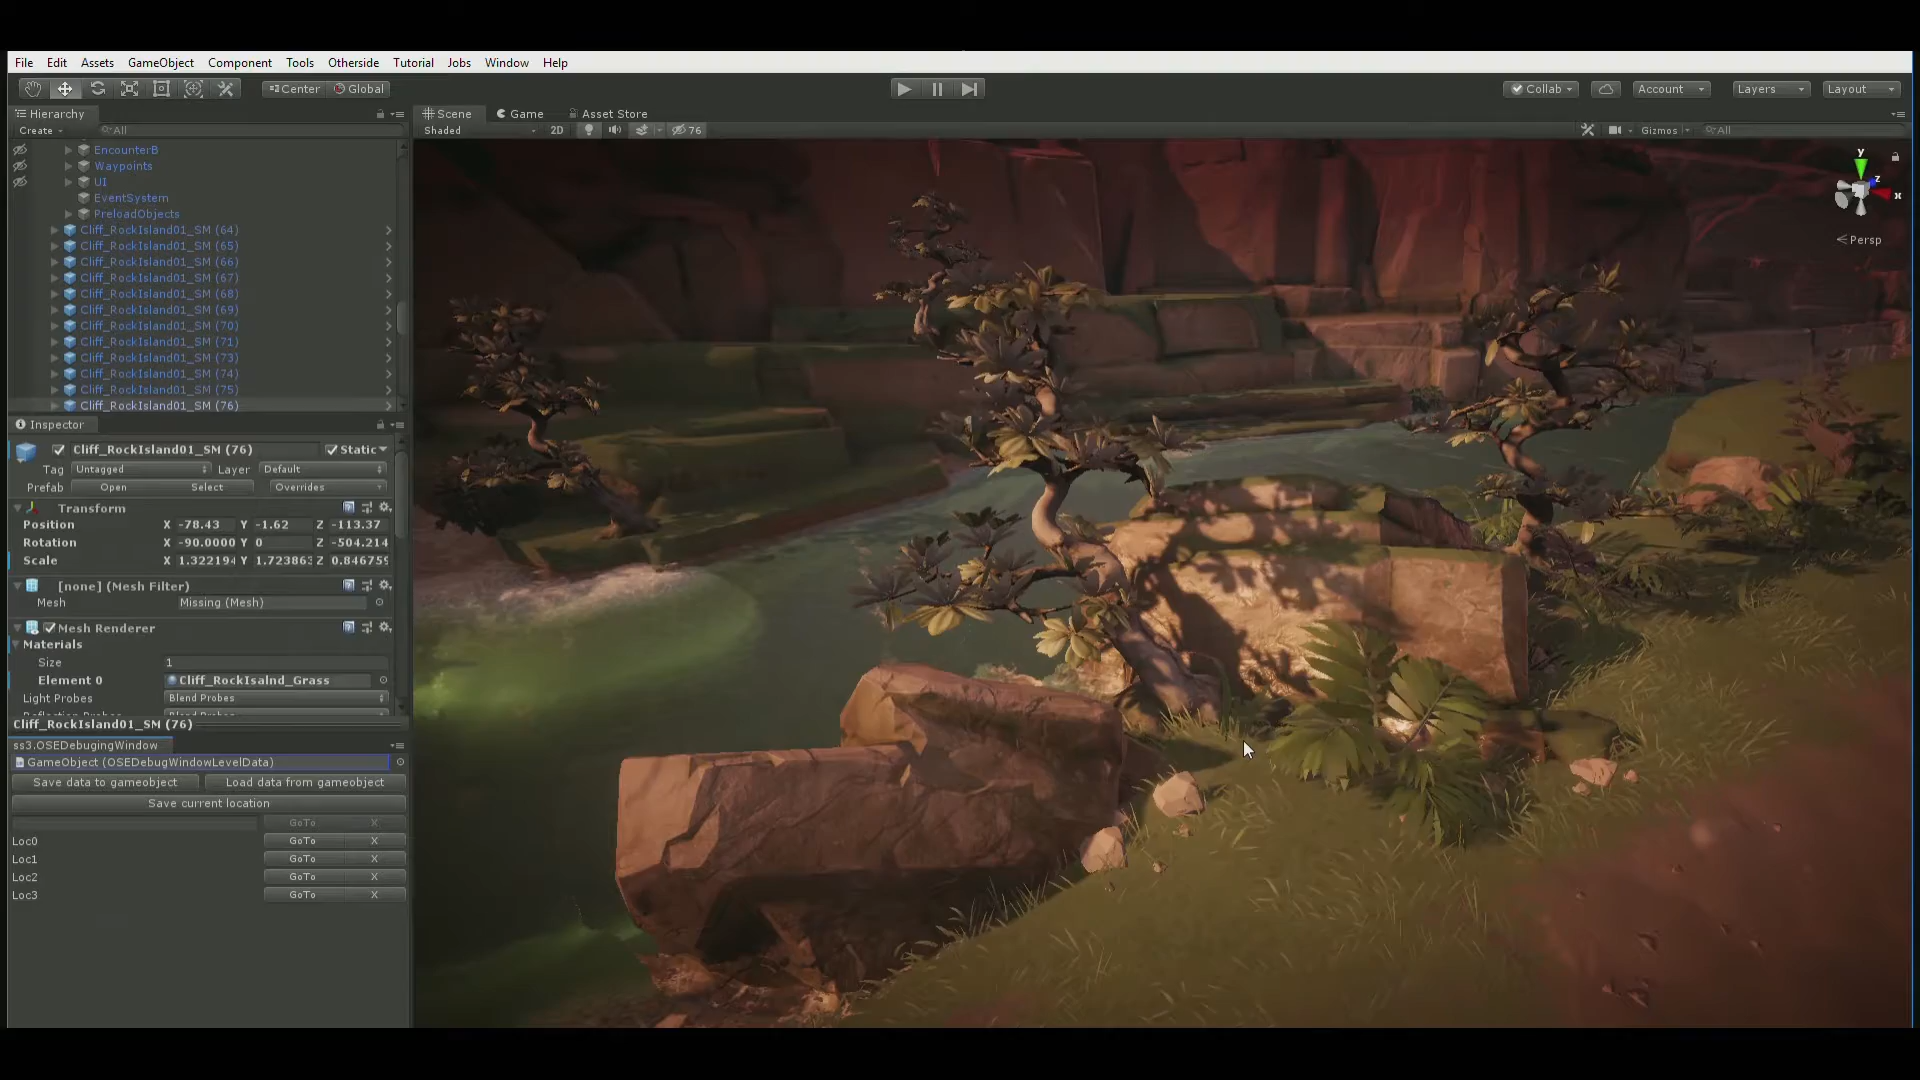 File Edit Assets GameObject Component Tools Otherside Tutorial Jobs Window Help
Center Global Collab Account Layers Layout
Hierarchy
Create All
EncounterB
Waypoints
UI
EventSystem
PreloadObjects
Cliff_RockIsland01_SM (64)
Cliff_RockIsland01_SM (65)
Cliff_RockIsland01_SM (66)
Cliff_RockIsland01_SM (67)
Cliff_RockIsland01_SM (68)
Cliff_RockIsland01_SM (69)
Cliff_RockIsland01_SM (70)
Cliff_RockIsland01_SM (71)
Cliff_RockIsland01_SM (73)
Cliff_RockIsland01_SM (74)
Cliff_RockIsland01_SM (75)
Cliff_RockIsland01_SM (76)
Inspector
Cliff_RockIsland01_SM (76) Static
Tag Untagged Layer Default
Prefab Open Select Overrides
Transform
Position X -78.43 Y -1.62 Z -113.37
Rotation X -90.0000 Y 0 Z -504.214
Scale X 1.322194 Y 1.723863 Z 0.846759
[none] (Mesh Filter)
Mesh Missing (Mesh)
Mesh Renderer
Materials
Size 1
Element 0 Cliff_RockIsalnd_Grass
Light Probes Blend Probes
Cliff_RockIsland01_SM (76)
ss3.OSEDebugingWindow
GameObject (OSEDebugWindowLevelData)
Save data to gameobject Load data from gameobject
Save current location
GoTo X
Loc0 GoTo X
Loc1 GoTo X
Loc2 GoTo X
Loc3 GoTo X
Scene Game Asset Store
Shaded 2D 76 Gizmos All
y
z
x
Persp